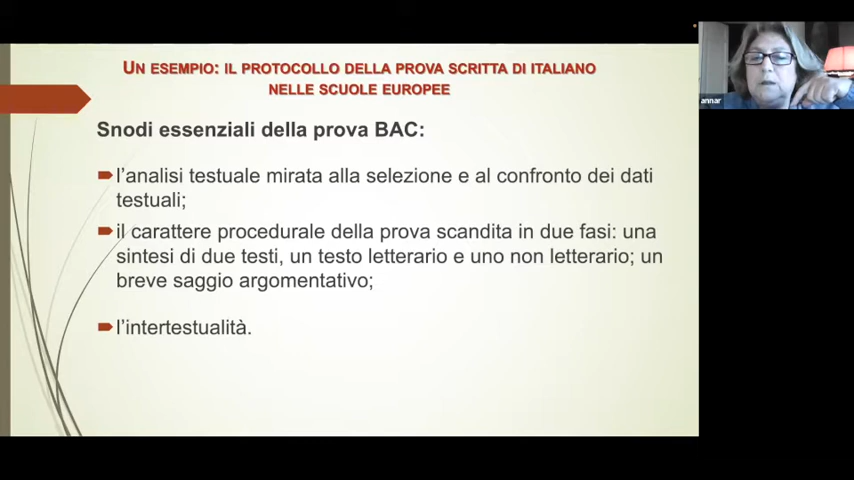 UN ESEMPIO: IL PROTOCOLLO DELLA PROVA SCRITTA DI ITALIANO
NELLE SCUOLE EUROPEE
Snodi essenziali della prova BAC:
l'analisi testuale mirata alla selezione e al confronto dei dati
testuali;
il carattere procedurale della prova scandita in due fasi: una
sintesi di due testi, un testo letterario e uno non letterario; un
breve saggio argomentativo;
l'intertestualità.
annar